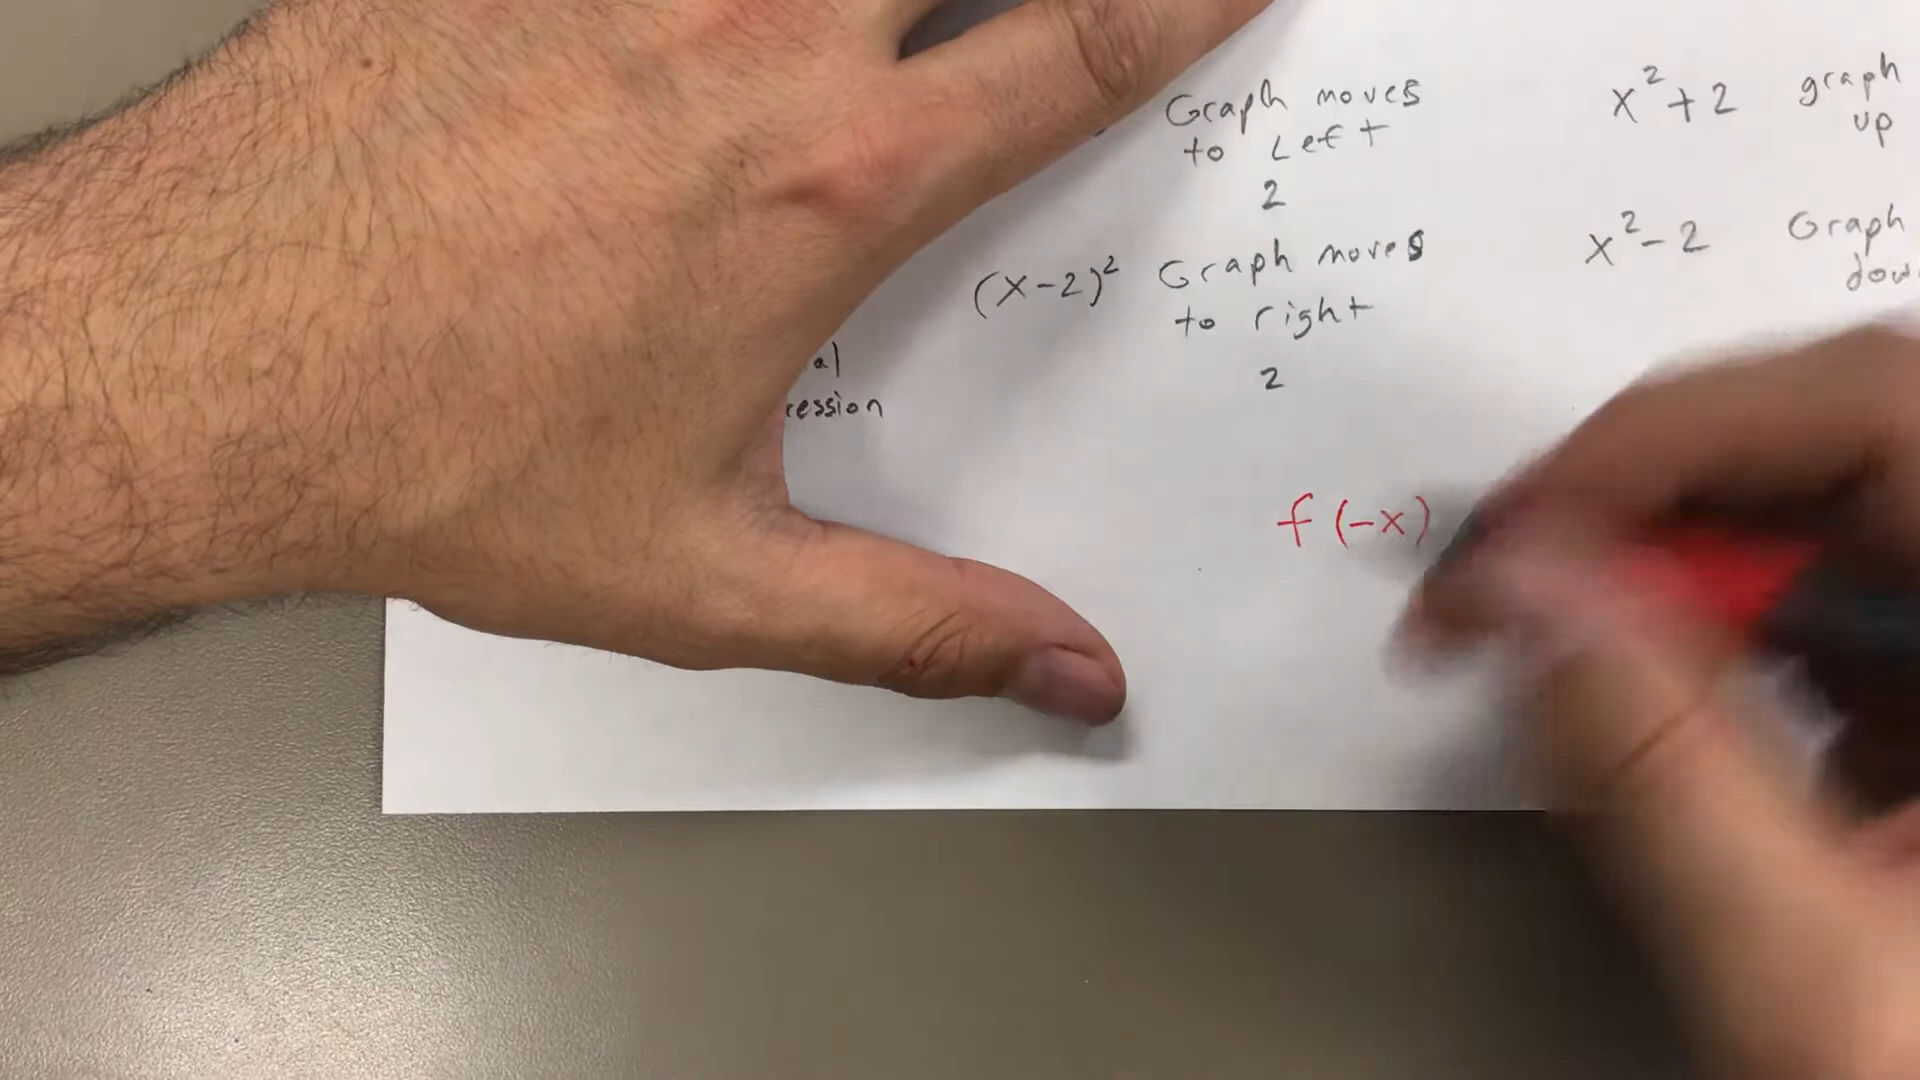 Graph moves
to Left
2
(x-2)² Graph moves
to right
2
x²+2 graph
up
x²-2 Graph
f(-x)